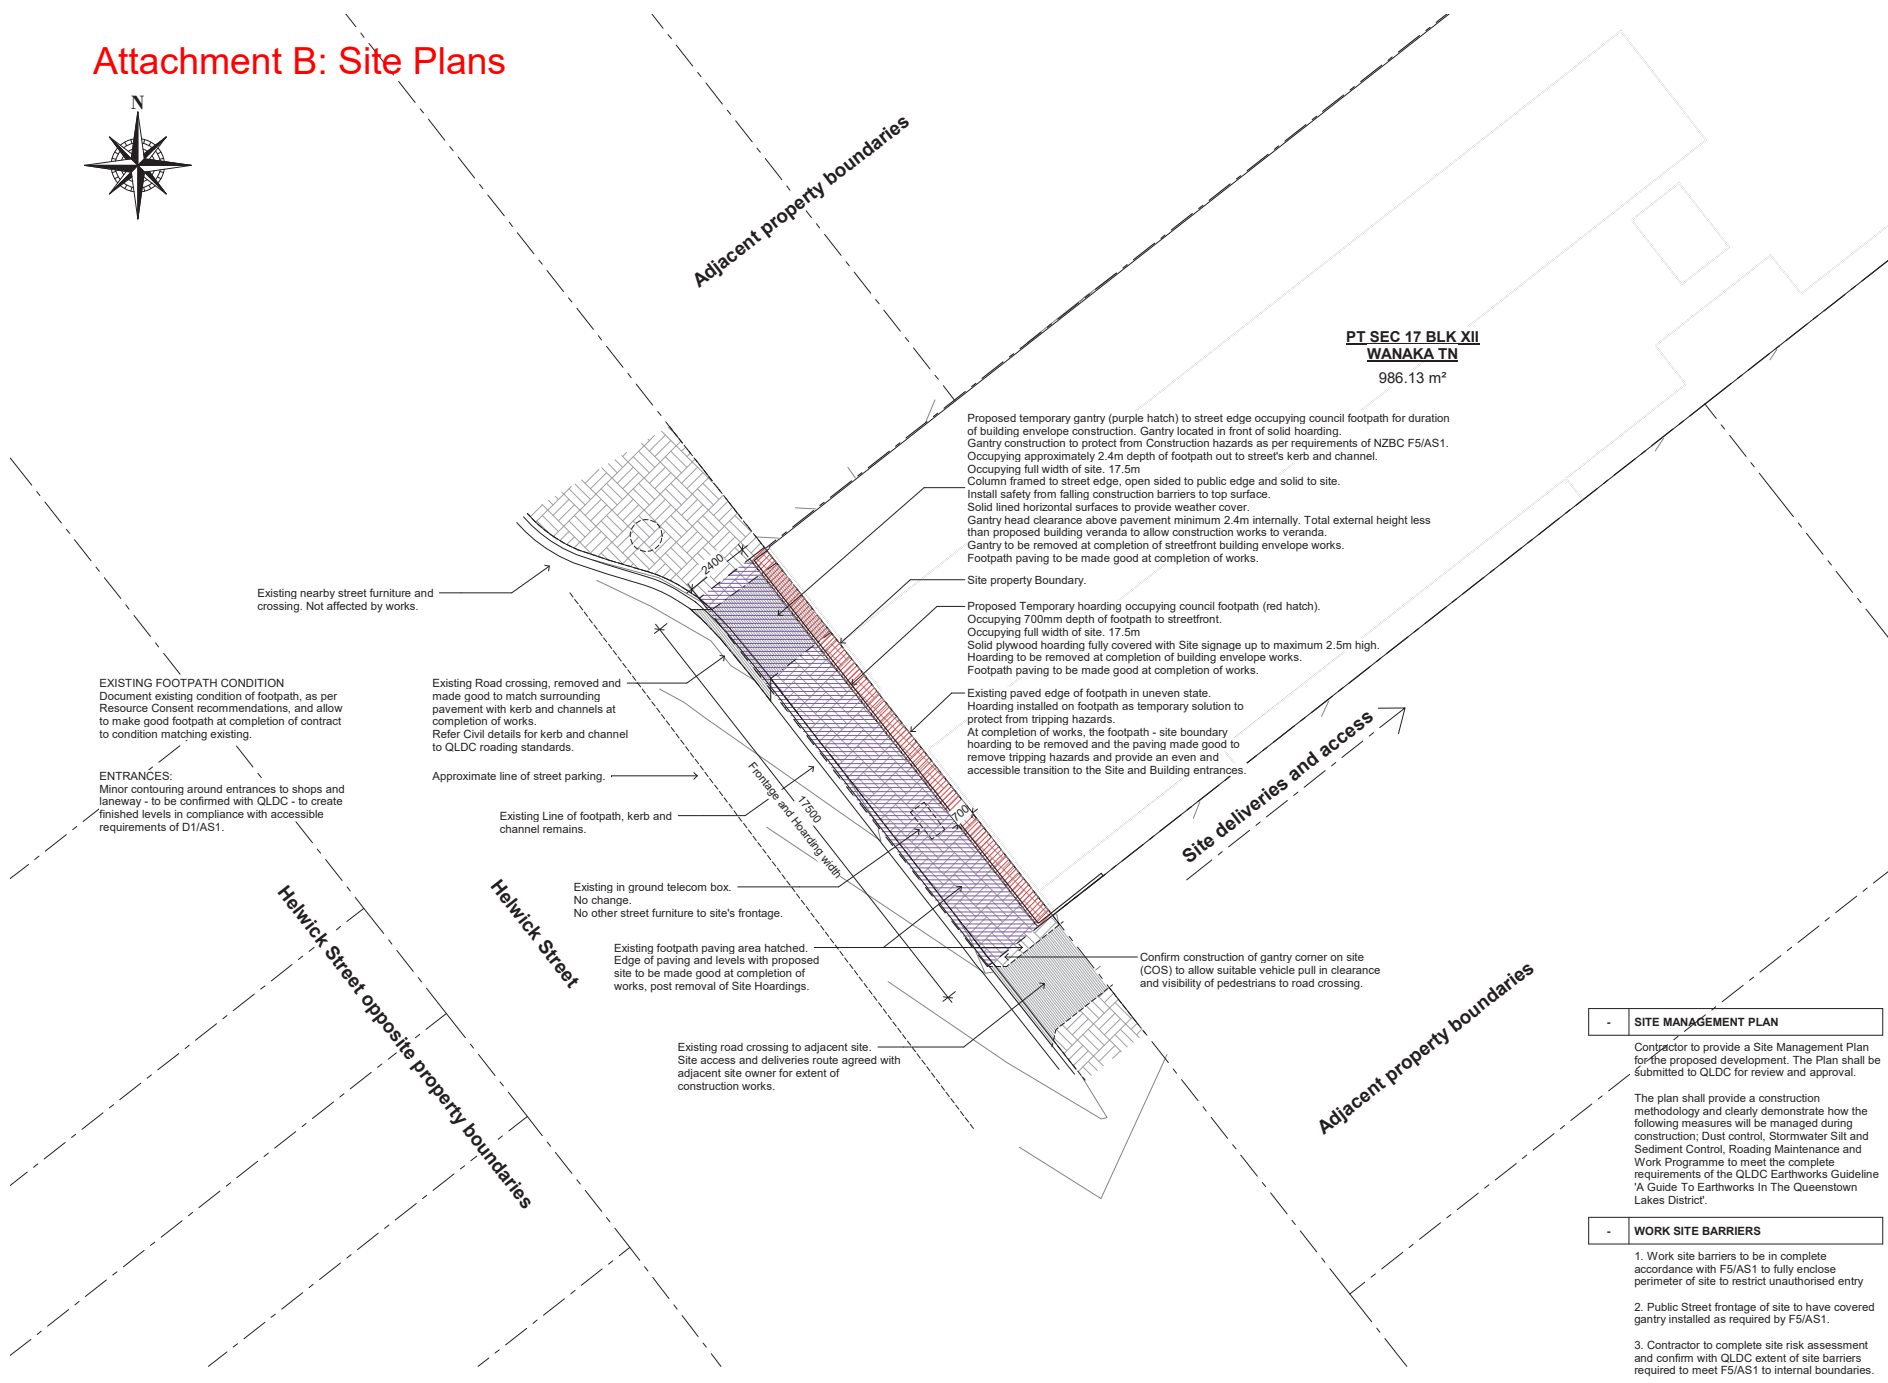 Attachment B: Site Plans
N
Adjacent property boundaries
PT SEC 17 BLK XII
WANAKA TN
986.13 m²
Proposed temporary gantry (purple hatch) to street edge occupying council footpath for duration
of building envelope construction. Gantry located in front of solid hoarding.
Gantry construction to protect from Construction hazards as per requirements of NZBC F5/AS1.
Occupying approximately 2.4m depth of footpath out to street's kerb and channel.
Occupying full width of site. 17.5m
Column framed to street edge, open sided to public edge and solid to site.
Install safety from falling construction barriers to top surface.
Solid lined horizontal surfaces to provide weather cover.
Gantry head clearance above pavement minimum 2.4m internally. Total external height less
than proposed building veranda to allow construction works to veranda.
Gantry to be removed at completion of streetfront building envelope works.
Footpath paving to be made good at completion of works.
Site property Boundary.
Proposed Temporary hoarding occupying council footpath (red hatch).
Occupying 700mm depth of footpath to streetfront.
Occupying full width of site. 17.5m
Solid plywood hoarding fully covered with Site signage up to maximum 2.5m high.
Hoarding to be removed at completion of building envelope works.
Footpath paving to be made good at completion of works.
Existing paved edge of footpath in uneven state.
Hoarding installed on footpath as temporary solution to
protect from tripping hazards.
At completion of works, the footpath - site boundary
hoarding to be removed and the paving made good to
remove tripping hazards and provide an even and
accessible transition to the Site and Building entrances.
2400
Existing nearby street furniture and
crossing. Not affected by works.
EXISTING FOOTPATH CONDITION
Document existing condition of footpath, as per
Resource Consent recommendations, and allow
to make good footpath at completion of contract
to condition matching existing.
ENTRANCES:
Minor contouring around entrances to shops and
laneway - to be confirmed with QLDC - to create
finished levels in compliance with accessible
requirements of D1/AS1.
Existing Road crossing, removed and
made good to match surrounding
pavement with kerb and channels at
completion of works.
Refer Civil details for kerb and channel
to QLDC roading standards.
Approximate line of street parking.
Existing Line of footpath, kerb and
channel remains.
17500
Frontage and Hoarding width
700
Site deliveries and access
Existing in ground telecom box.
No change.
No other street furniture to site's frontage.
Existing footpath paving area hatched.
Edge of paving and levels with proposed
site to be made good at completion of
works, post removal of Site Hoardings.
Existing road crossing to adjacent site.
Site access and deliveries route agreed with
adjacent site owner for extent of
construction works.
Confirm construction of gantry corner on site
(COS) to allow suitable vehicle pull in clearance
and visibility of pedestrians to road crossing.
Helwick Street
Helwick Street opposite property boundaries
Adjacent property boundaries
- SITE MANAGEMENT PLAN
Contractor to provide a Site Management Plan
for the proposed development. The Plan shall be
submitted to QLDC for review and approval.
The plan shall provide a construction
methodology and clearly demonstrate how the
following measures will be managed during
construction; Dust control, Stormwater Silt and
Sediment Control, Roading Maintenance and
Work Programme to meet the complete
requirements of the QLDC Earthworks Guideline
'A Guide To Earthworks In The Queenstown
Lakes District'.
- WORK SITE BARRIERS
1. Work site barriers to be in complete
accordance with F5/AS1 to fully enclose
perimeter of site to restrict unauthorised entry
2. Public Street frontage of site to have covered
gantry installed as required by F5/AS1.
3. Contractor to complete site risk assessment
and confirm with QLDC extent of site barriers
required to meet F5/AS1 to internal boundaries.